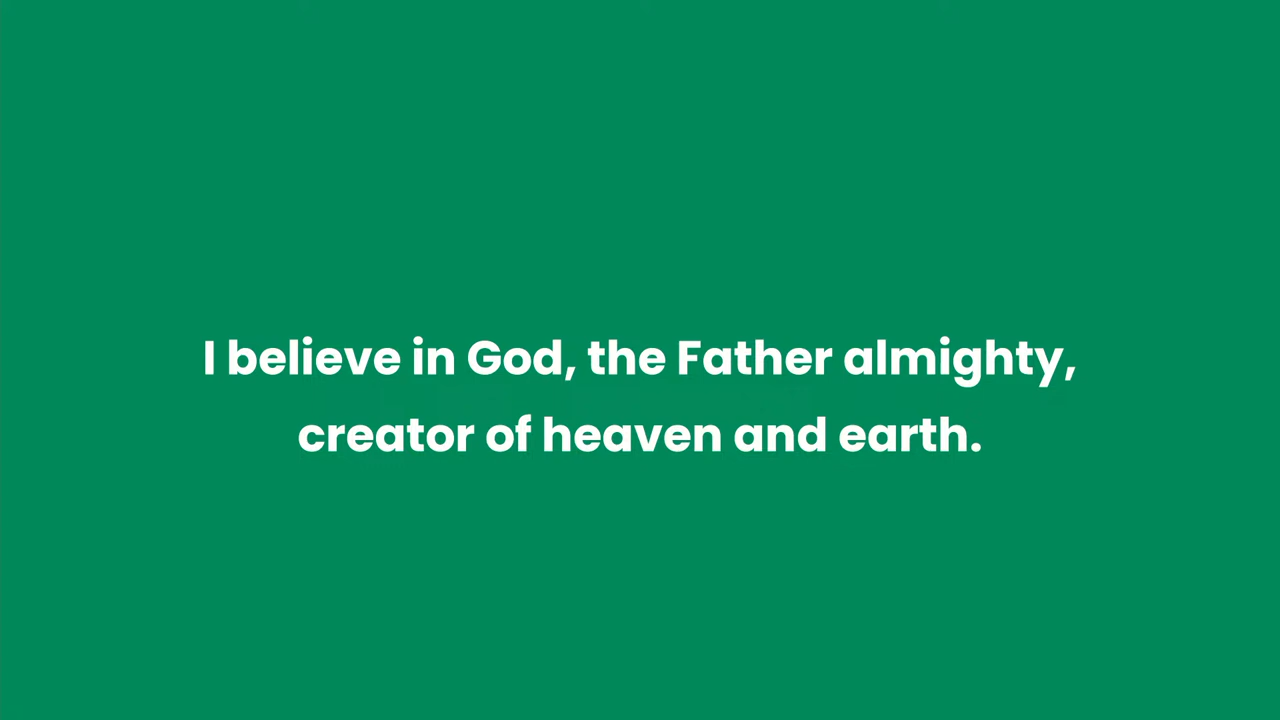 I believe in God, the Father almighty,
creator of heaven and earth.